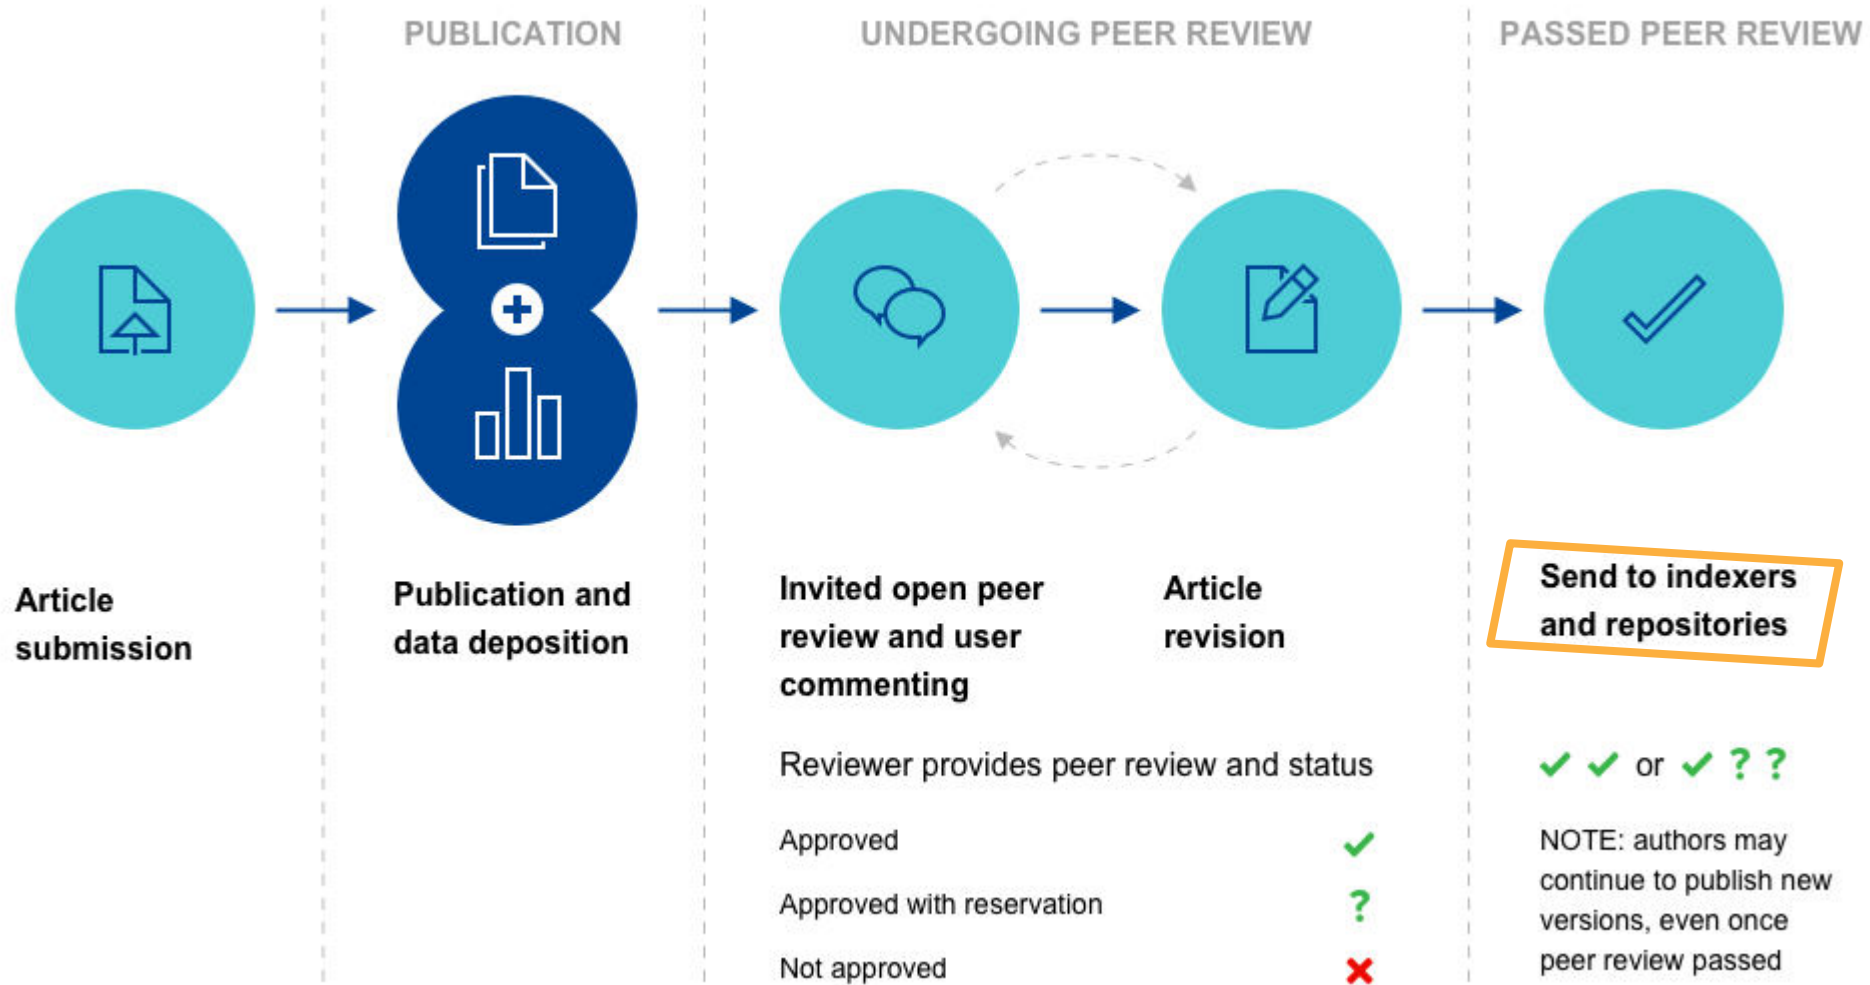 PUBLICATION
UNDERGOING PEER REVIEW
PASSED PEER REVIEW
Article
submission
Publication and
data deposition
Invited open peer
review and user
commenting
Article
revision
Send to indexers
and repositories
Reviewer provides peer review and status
Approved ✔
Approved with reservation ?
Not approved ✖
✔ ✔ or ✔ ? ?
NOTE: authors may
continue to publish new
versions, even once
peer review passed